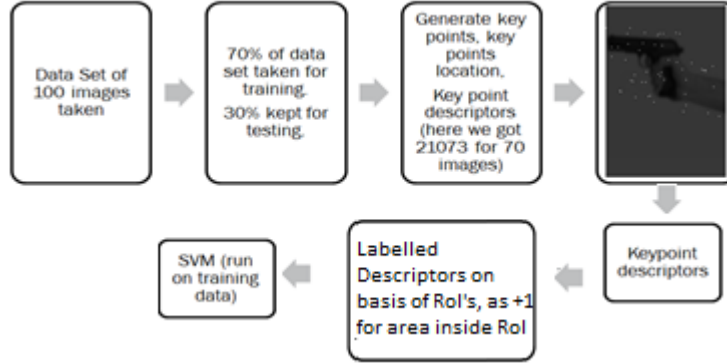 Data Set of
100 images
taken
70% of data
set taken for
training.
30% kept for
testing.
Generate key
points, key
points
location.
Key point
descriptors
(here we got
21073 for 70
images)
Keypoint
descriptors
Labelled
Descriptors on
basis of RoI's, as +1
for area inside RoI
SVM (run
on training
data)